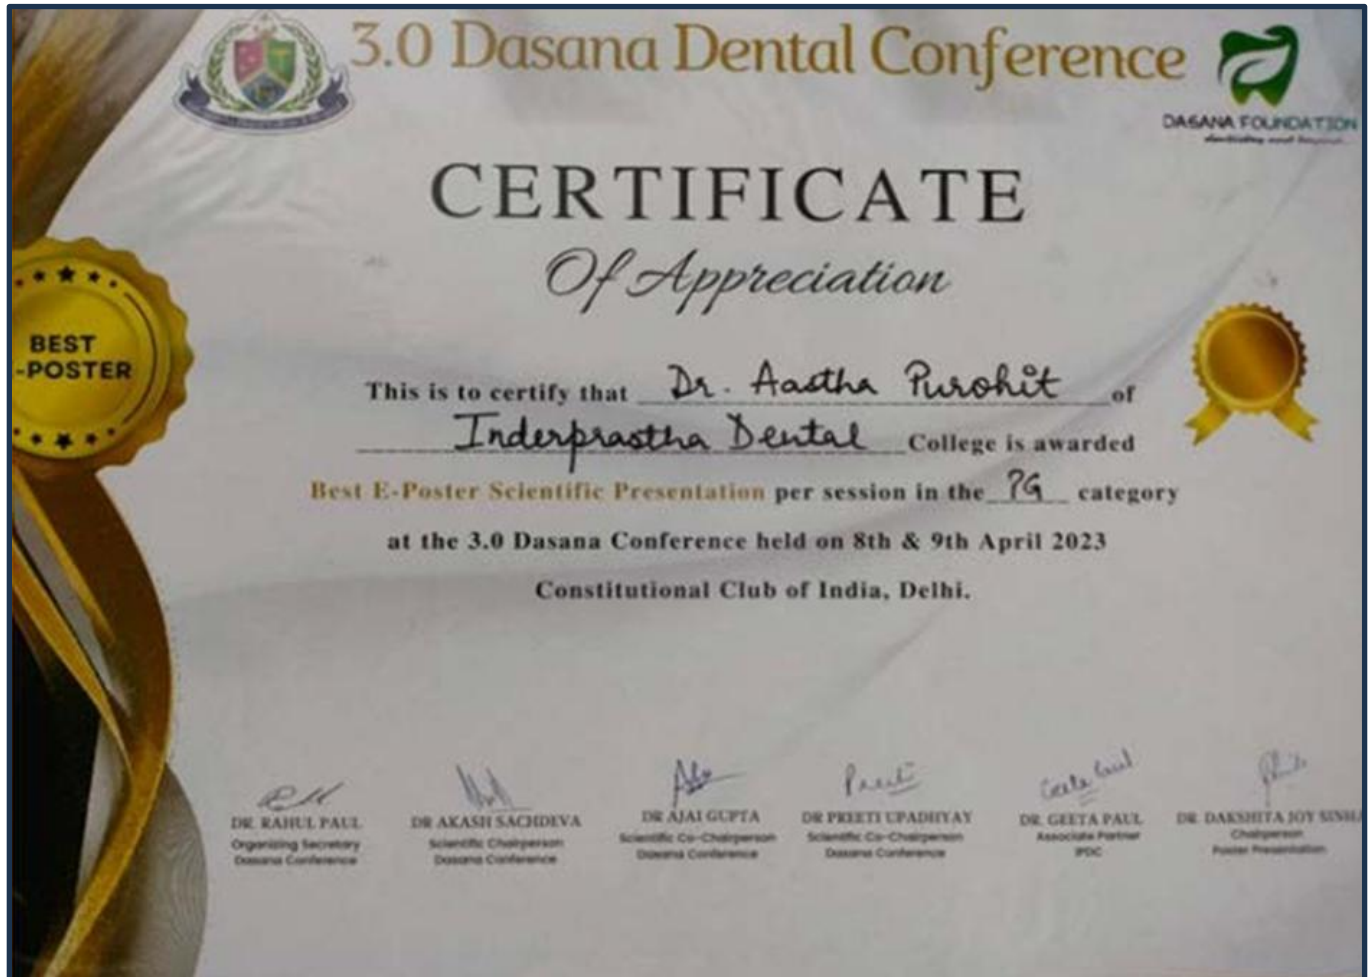 3.0 Dasana Dental Conference
DASANA FOUNDATION
CERTIFICATE
Of Appreciation
BEST
-POSTER
This is to certify that Dr. Aastha Purohit of
Inderprastha Dental College is awarded
Best E-Poster Scientific Presentation per session in the PG category
at the 3.0 Dasana Conference held on 8th & 9th April 2023
Constitutional Club of India, Delhi.
Preeti
Geeta Paul
DR. RAHUL PAUL DR AKASH SACHDEVA DR AJAI GUPTA DR PREETI UPADHYAY DR. GEETA PAUL DR. DAKSHITA JOY SINHA
Organizing Secretary Scientific Chairperson Scientific Co-Chairperson Scientific Co-Chairperson Associate Partner Chairperson
Dasana Conference Dasana Conference Dasana Conference Dasana Conference IPDC Poster Presentation